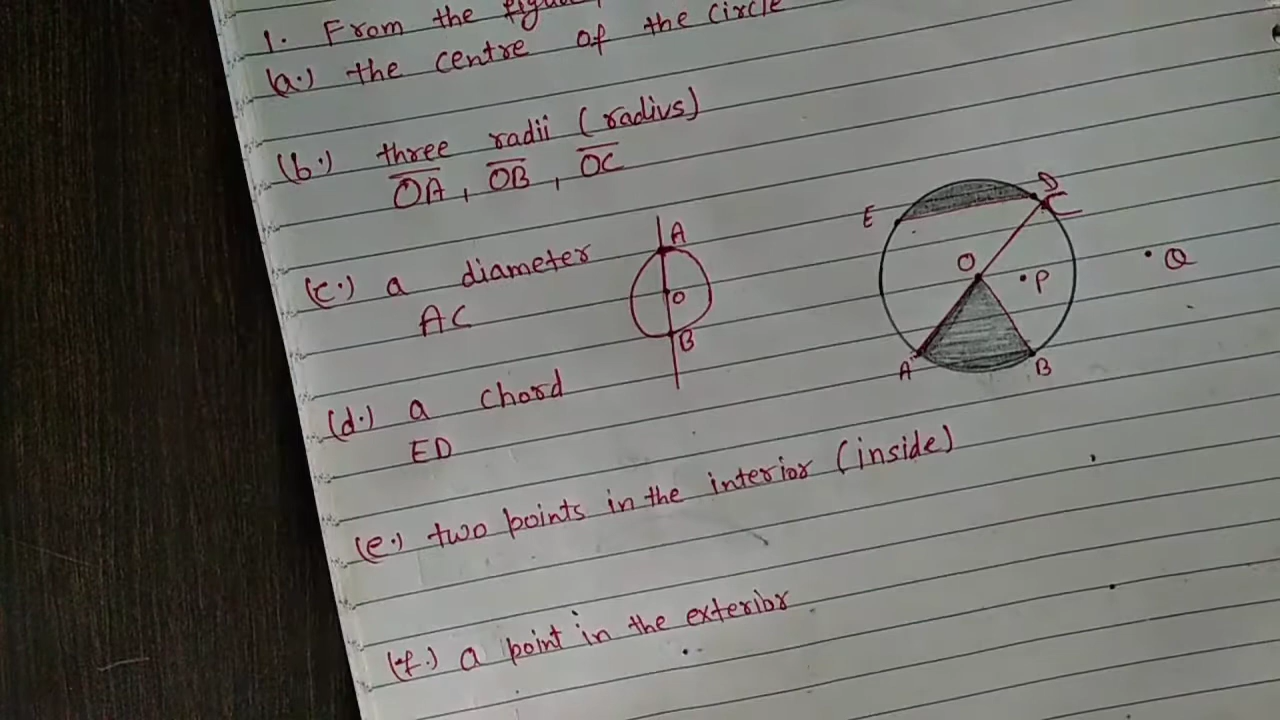 1. From the figure,
(a.) the centre of the circle
(b.) three radii (radius)
OA, OB, OC
(c.) a diameter
AC
A
O
B
(d.) a chord
ED
E
D
C
O
.P
.Q
A
B
(e.) two points in the interior (inside)
(f.) a point in the exterior